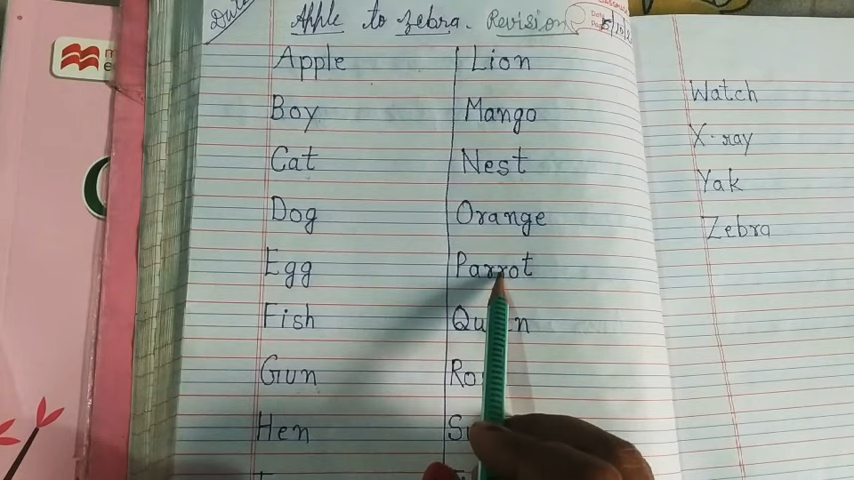 Apple to Zebra. Revision
Apple
Boy
Cat
Dog
Egg
Fish
Gun
Hen
Lion
Mango
Nest
Orange
Parrot
Watch
X-ray
Yak
Zebra